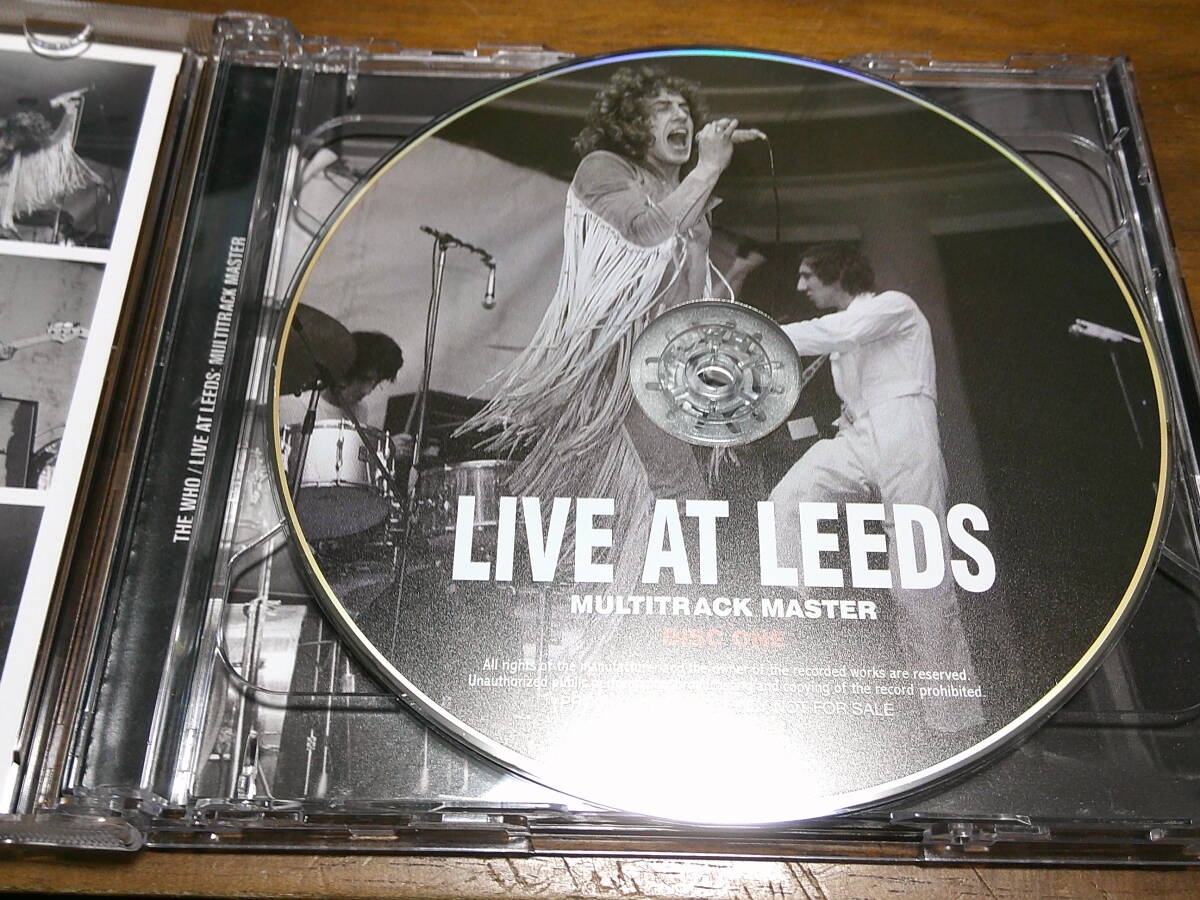 THE WHO / LIVE AT LEEDS: MULTITRACK MASTER
LIVE AT LEEDS
MULTITRACK MASTER
DISC ONE
All rights of the manufacturer and the owner of the recorded works are reserved.
Unauthorized public and copying of the record prohibited.
NOT FOR SALE